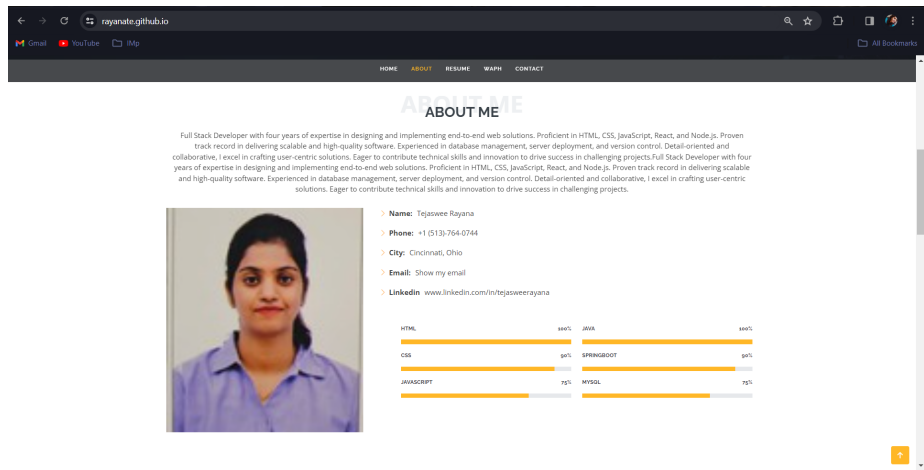 rayanate.github.io
Gmail YouTube IMp All Bookmarks
HOME ABOUT RESUME WAPH CONTACT
ABOUT ME
ABOUT ME
Full Stack Developer with four years of expertise in designing and implementing end-to-end web solutions. Proficient in HTML, CSS, JavaScript, React, and Node.js. Proven
track record in delivering scalable and high-quality software. Experienced in database management, server deployment, and version control. Detail-oriented and
collaborative, I excel in crafting user-centric solutions. Eager to contribute technical skills and innovation to drive success in challenging projects.Full Stack Developer with four
years of expertise in designing and implementing end-to-end web solutions. Proficient in HTML, CSS, JavaScript, React, and Node.js. Proven track record in delivering scalable
and high-quality software. Experienced in database management, server deployment, and version control. Detail-oriented and collaborative, I excel in crafting user-centric
solutions. Eager to contribute technical skills and innovation to drive success in challenging projects.
Name: Tejaswee Rayana
Phone: +1 (513)-764-0744
City: Cincinnati, Ohio
Email: Show my email
Linkedin www.linkedin.com/in/tejasweerayana
HTML 100% JAVA 100%
CSS 90% SPRINGBOOT 90%
JAVASCRIPT 75% MYSQL 75%